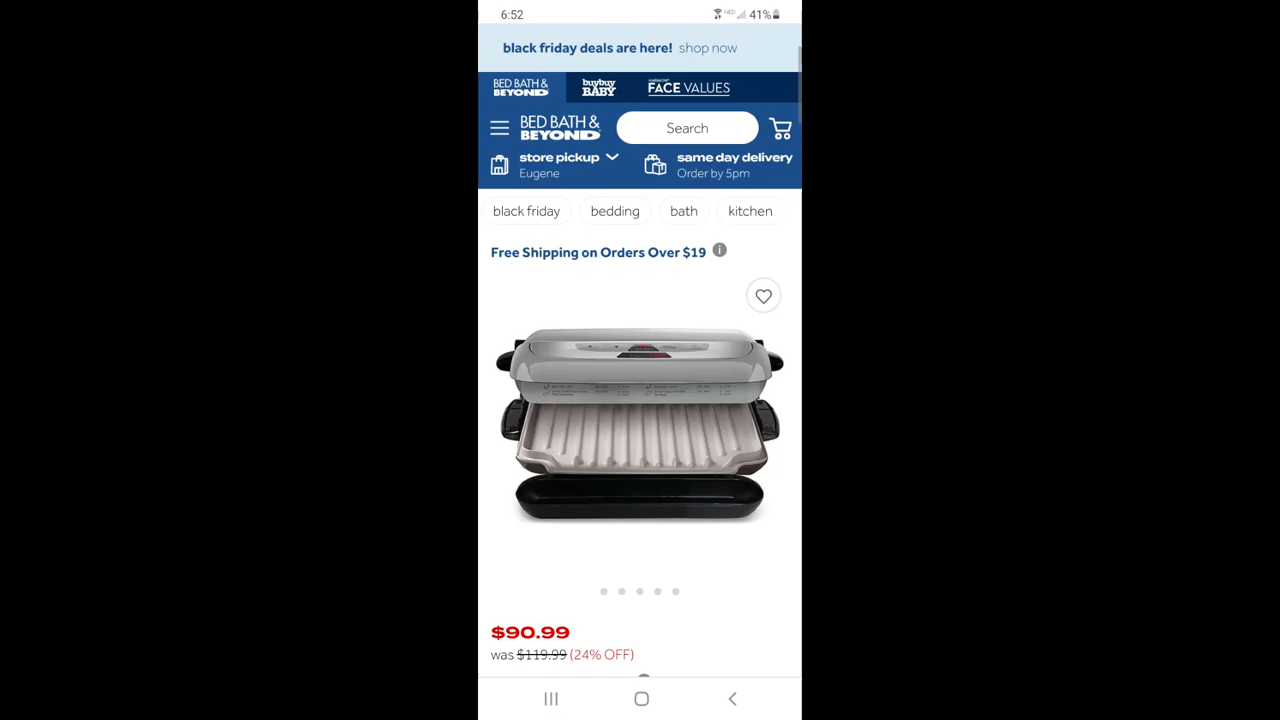 6:52
4G
41%
black friday deals are here! shop now
BED BATH &
BEYOND
buybuy
BABY
HARMON
FACE VALUES
BED BATH &
BEYOND
Search
store pickup
Eugene
same day delivery
Order by 5pm
black friday
bedding
bath
kitchen
Free Shipping on Orders Over $19
$90.99
was $119.99 (24% OFF)